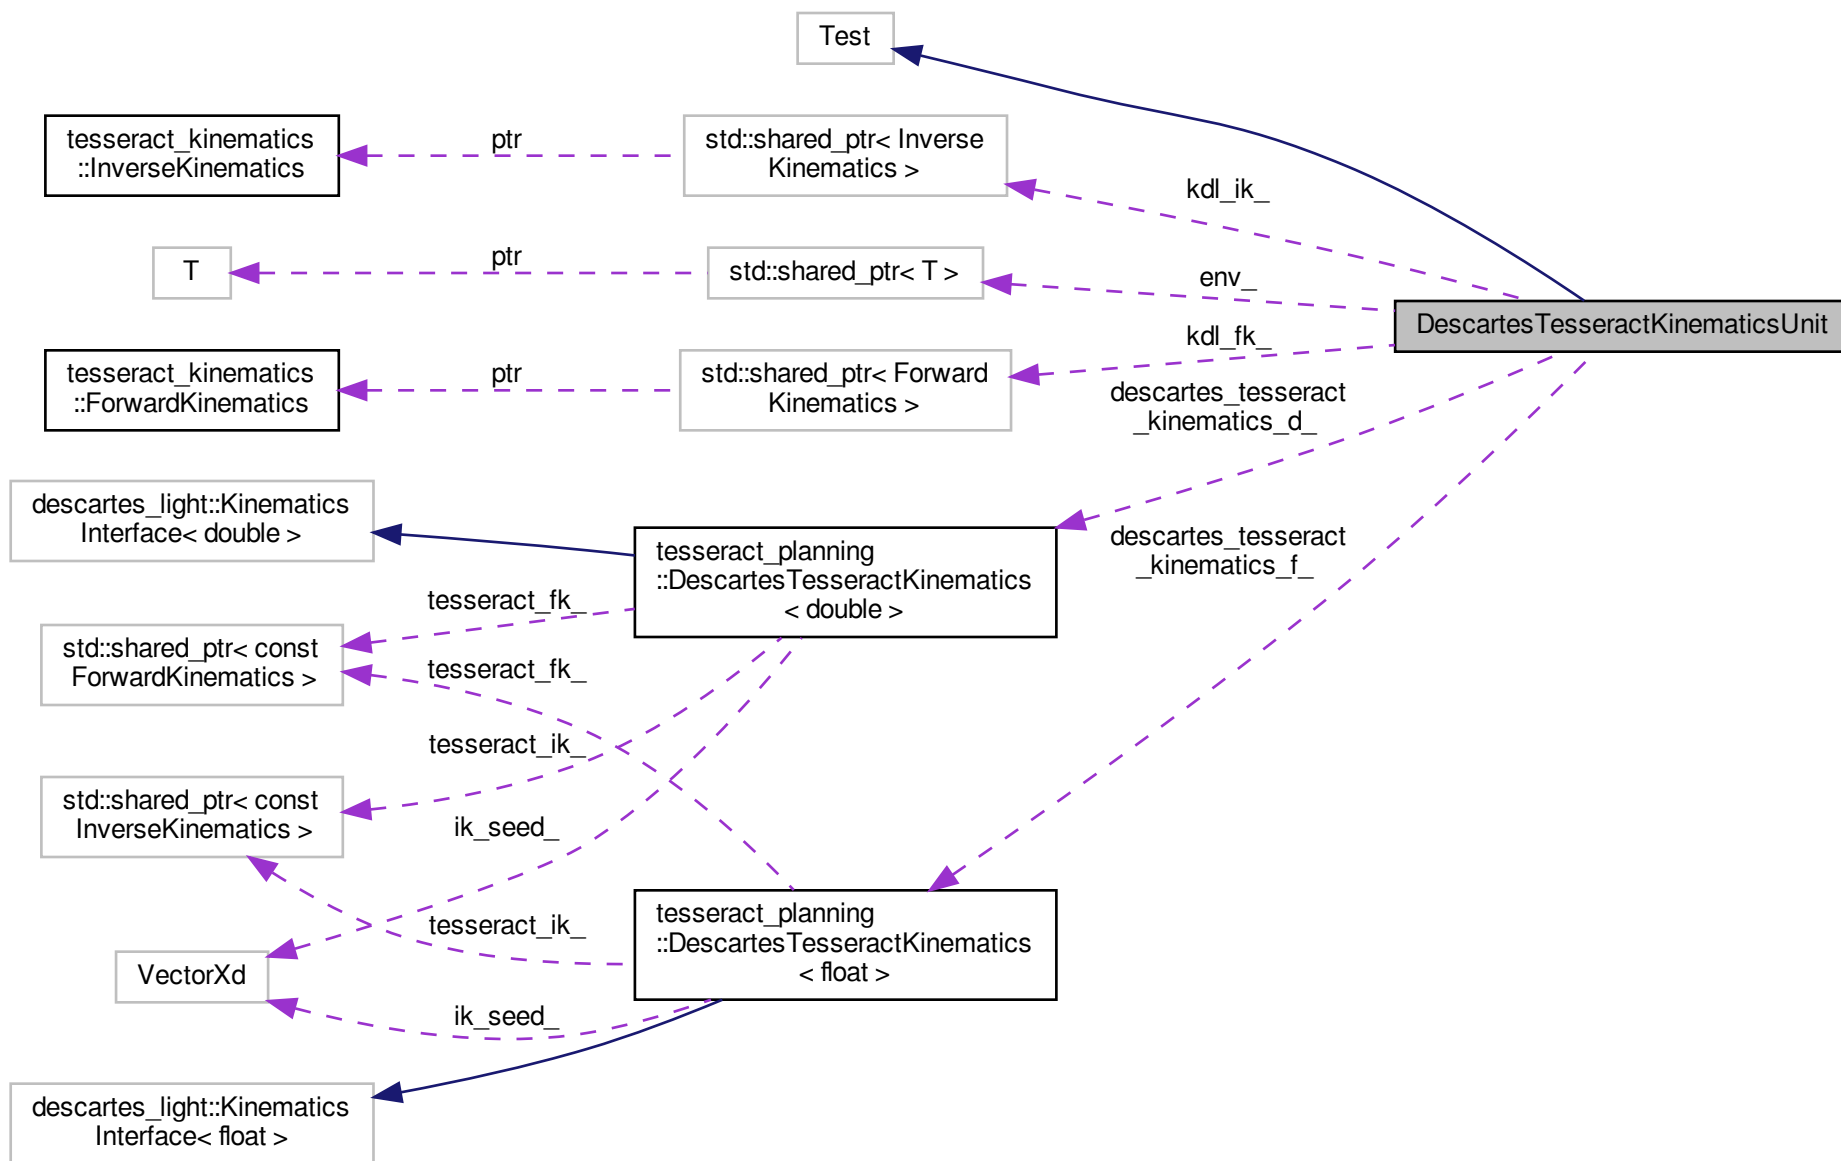 Test
tesseract_kinematics
::InverseKinematics
ptr
std::shared_ptr< Inverse
Kinematics >
kdl_ik_
T
ptr
std::shared_ptr< T >
env_
DescartesTesseractKinematicsUnit
tesseract_kinematics
::ForwardKinematics
ptr
std::shared_ptr< Forward
Kinematics >
kdl_fk_
descartes_tesseract
_kinematics_d_
descartes_light::Kinematics
Interface< double >
tesseract_planning
::DescartesTesseractKinematics
< double >
descartes_tesseract
_kinematics_f_
tesseract_fk_
std::shared_ptr< const
ForwardKinematics >
tesseract_fk_
tesseract_ik_
std::shared_ptr< const
InverseKinematics >
ik_seed_
tesseract_planning
::DescartesTesseractKinematics
< float >
tesseract_ik_
VectorXd
ik_seed_
descartes_light::Kinematics
Interface< float >